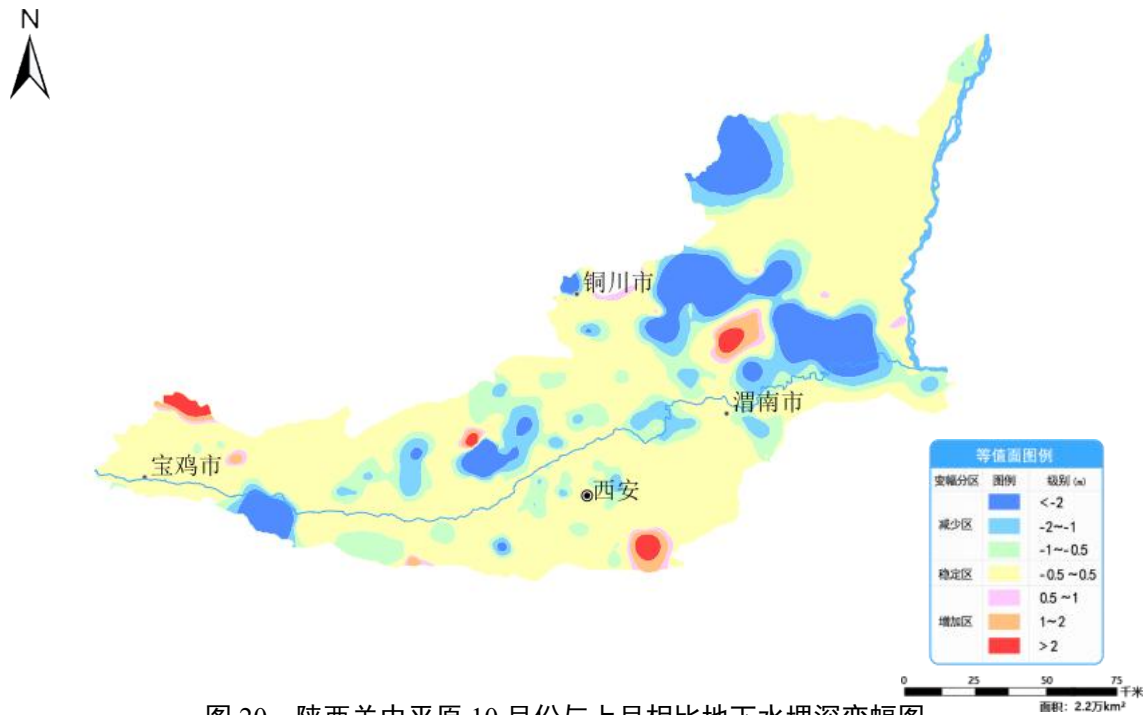 N
铜川市
渭南市
宝鸡市
西安
等值面图例
变幅分区 图例 级别 (m)
减少区
<-2
-2~-1
-1~-0.5
稳定区 -0.5~0.5
增加区
0.5~1
1~2
>2
0 25 50 75
千米
面积：2.2万km²
图 20 陕西关中平原 10 月份与上月相比地下水埋深变幅图